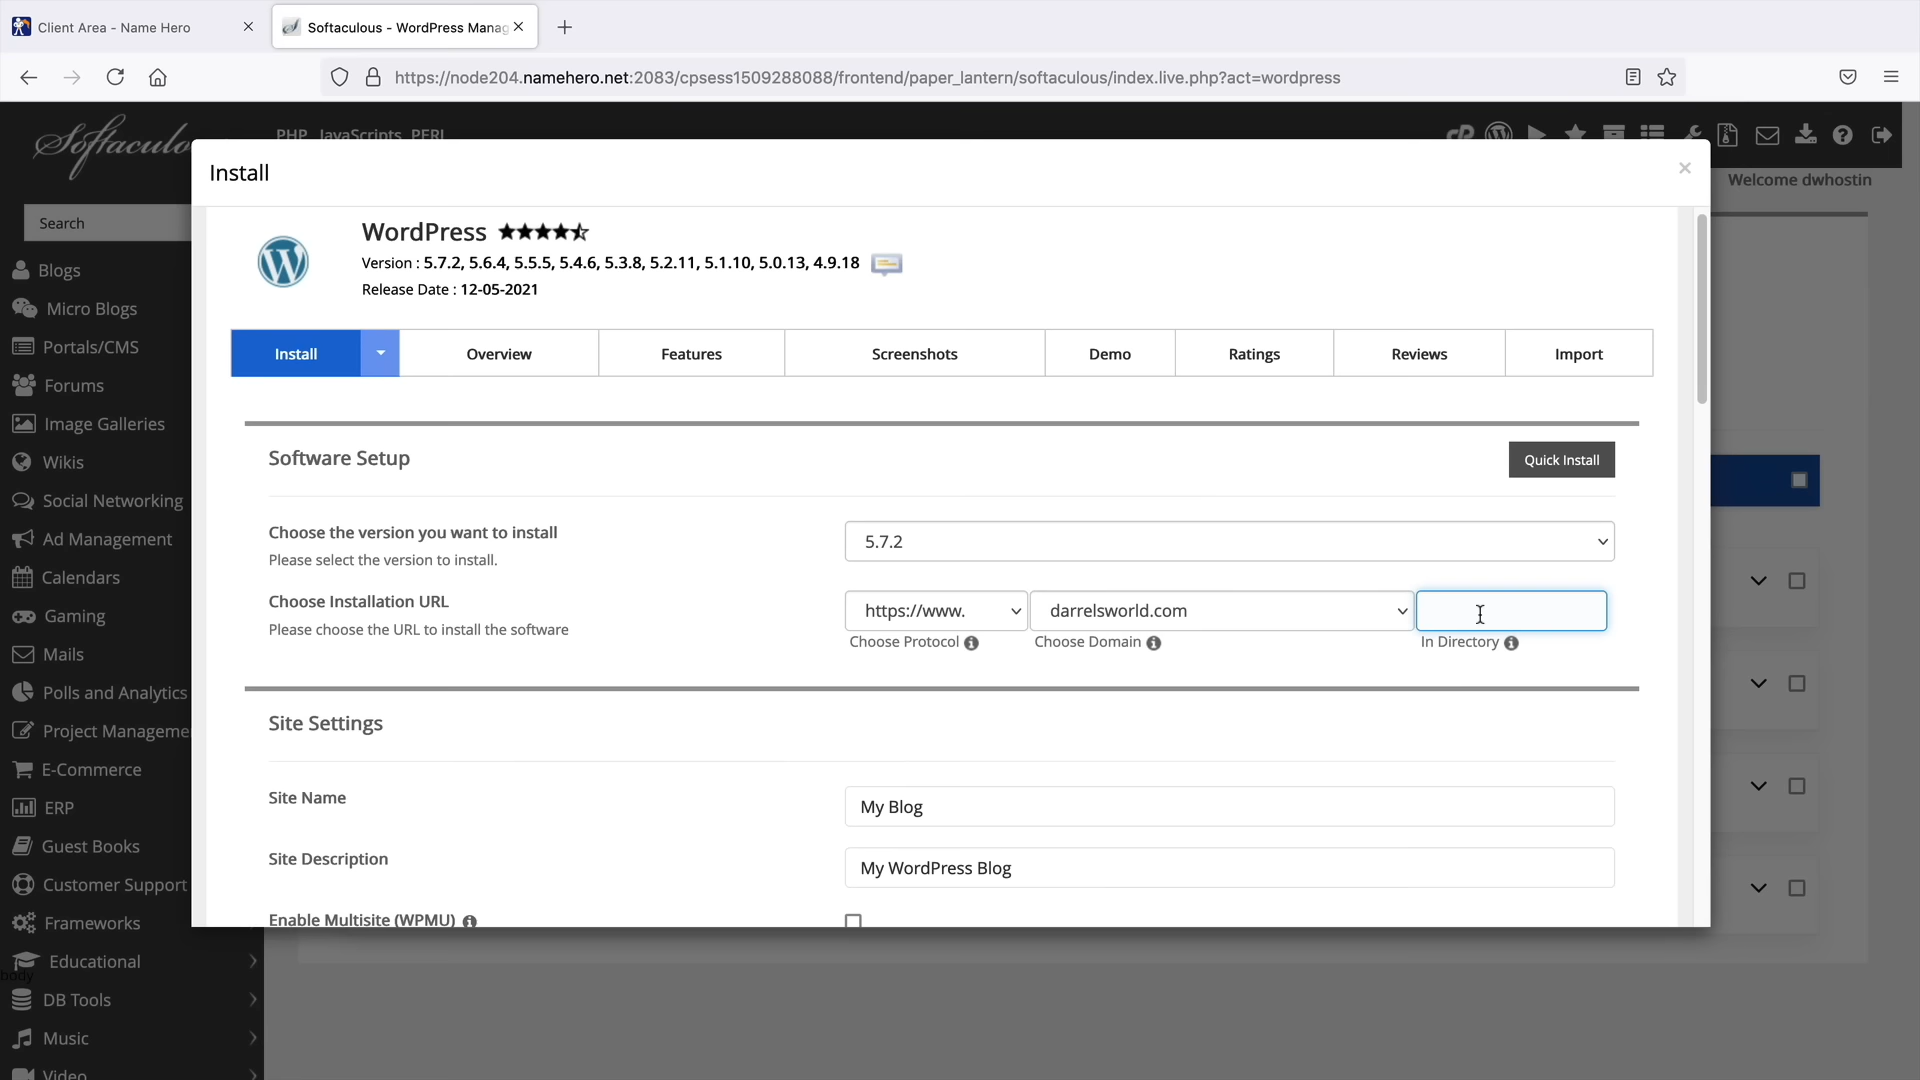 Client Area - Name Hero
Softaculous - WordPress Manag
https://node204.namehero.net:2083/cpsess1509288088/frontend/paper_lantern/softaculous/index.live.php?act=wordpress
Softaculo
PHP JavaScripts PERL
Welcome dwhostin
Search
Blogs
Micro Blogs
Portals/CMS
Forums
Image Galleries
Wikis
Social Networking
Ad Management
Calendars
Gaming
Mails
Polls and Analytics
Project Manageme
E-Commerce
ERP
Guest Books
Customer Support
Frameworks
Educational
body
DB Tools
Music
Video
Install
WordPress
Version : 5.7.2, 5.6.4, 5.5.5, 5.4.6, 5.3.8, 5.2.11, 5.1.10, 5.0.13, 4.9.18
Release Date : 12-05-2021
Install Overview Features Screenshots Demo Ratings Reviews Import
Software Setup
Quick Install
Choose the version you want to install
Please select the version to install.
5.7.2
Choose Installation URL
Please choose the URL to install the software
https://www. darrelsworld.com
Choose Protocol Choose Domain In Directory
Site Settings
Site Name
My Blog
Site Description
My WordPress Blog
Enable Multisite (WPMU)